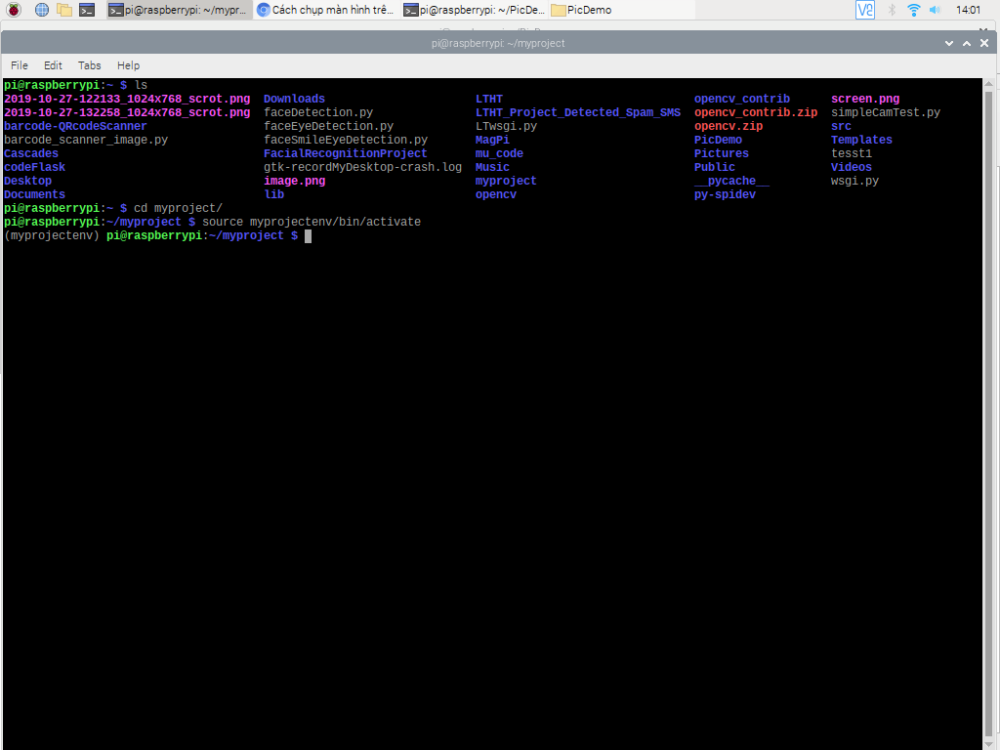 pi@raspberrypi: ~/mypr... Cách chụp màn hình trê... pi@raspberrypi: ~/PicDe... PicDemo V2 14:01
pi@raspberrypi: ~/myproject
File Edit Tabs Help
pi@raspberrypi:~ $ ls
2019-10-27-122133_1024x768_scrot.png Downloads LTHT opencv_contrib screen.png
2019-10-27-132258_1024x768_scrot.png faceDetection.py LTHT_Project_Detected_Spam_SMS opencv_contrib.zip simpleCamTest.py
barcode-QRcodeScanner faceEyeDetection.py LTwsgi.py opencv.zip src
barcode_scanner_image.py faceSmileEyeDetection.py MagPi PicDemo Templates
Cascades FacialRecognitionProject mu_code Pictures tesst1
codeFlask gtk-recordMyDesktop-crash.log Music Public Videos
Desktop image.png myproject __pycache__ wsgi.py
Documents lib opencv py-spidev
pi@raspberrypi:~ $ cd myproject/
pi@raspberrypi:~/myproject $ source myprojectenv/bin/activate
(myprojectenv) pi@raspberrypi:~/myproject $